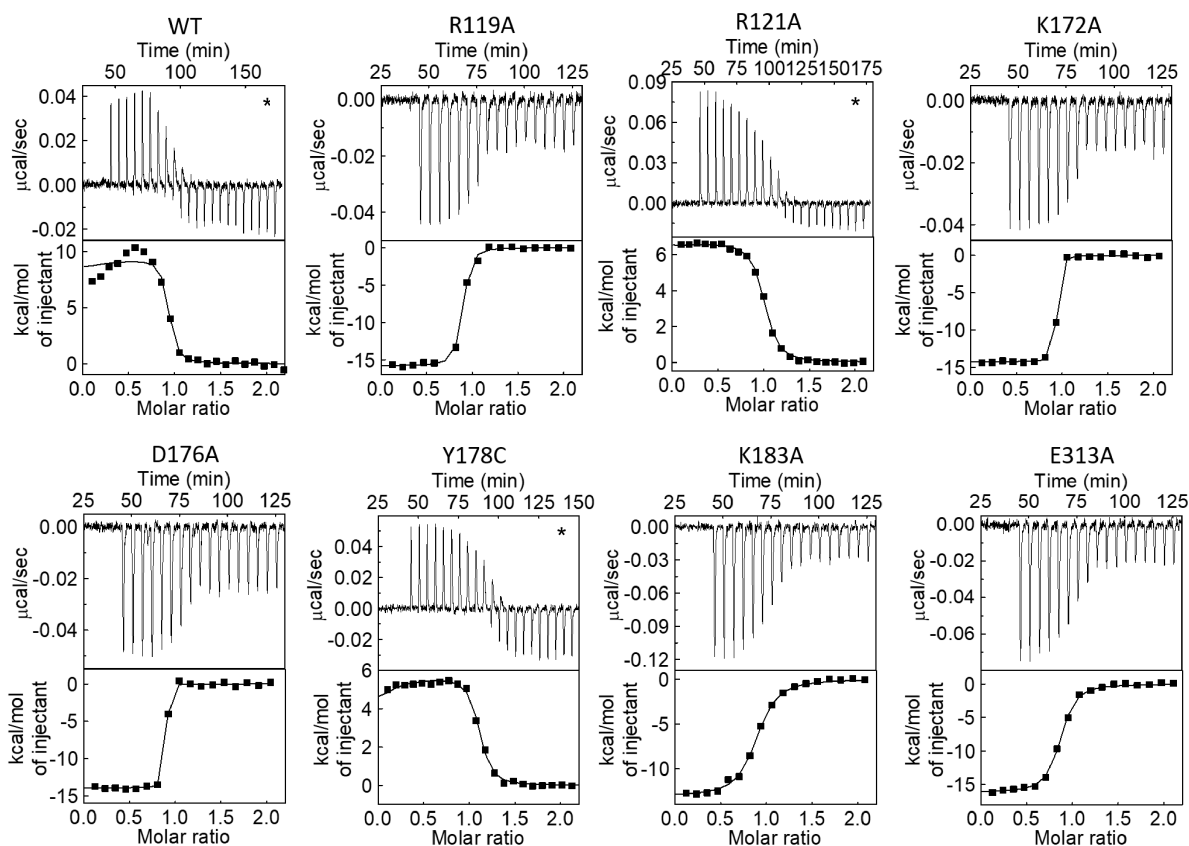 WT
Time (min)
50 100 150
0.04
0.02
0.00
-0.02
μcal/sec
*
10
5
0
kcal/mol
of injectant
0.0 0.5 1.0 1.5 2.0
Molar ratio
R119A
Time (min)
25 50 75 100 125
0.00
-0.02
-0.04
μcal/sec
0
-5
-10
-15
kcal/mol
of injectant
0.0 0.5 1.0 1.5 2.0
Molar ratio
R121A
Time (min)
25 50 75 100 125 150 175
0.09
0.06
0.03
0.00
μcal/sec
*
6
4
2
0
kcal/mol
of injectant
0.0 0.5 1.0 1.5 2.0
Molar ratio
K172A
Time (min)
25 50 75 100 125
0.00
-0.02
-0.04
μcal/sec
0
-5
-10
-15
kcal/mol
of injectant
0.0 0.5 1.0 1.5 2.0
Molar ratio
D176A
Time (min)
25 50 75 100 125
0.00
-0.02
-0.04
μcal/sec
0
-5
-10
-15
kcal/mol
of injectant
0.0 0.5 1.0 1.5 2.0
Molar ratio
Y178C
Time (min)
25 50 75 100 125 150
0.04
0.02
0.00
-0.02
μcal/sec
*
6
4
2
0
kcal/mol
of injectant
0.0 0.5 1.0 1.5 2.0
Molar ratio
K183A
Time (min)
25 50 75 100 125
0.00
-0.03
-0.06
-0.09
-0.12
μcal/sec
0
-5
-10
kcal/mol
of injectant
0.0 0.5 1.0 1.5 2.0
Molar ratio
E313A
Time (min)
25 50 75 100 125
0.00
-0.02
-0.04
-0.06
μcal/sec
0
-5
-10
-15
kcal/mol
of injectant
0.0 0.5 1.0 1.5 2.0
Molar ratio